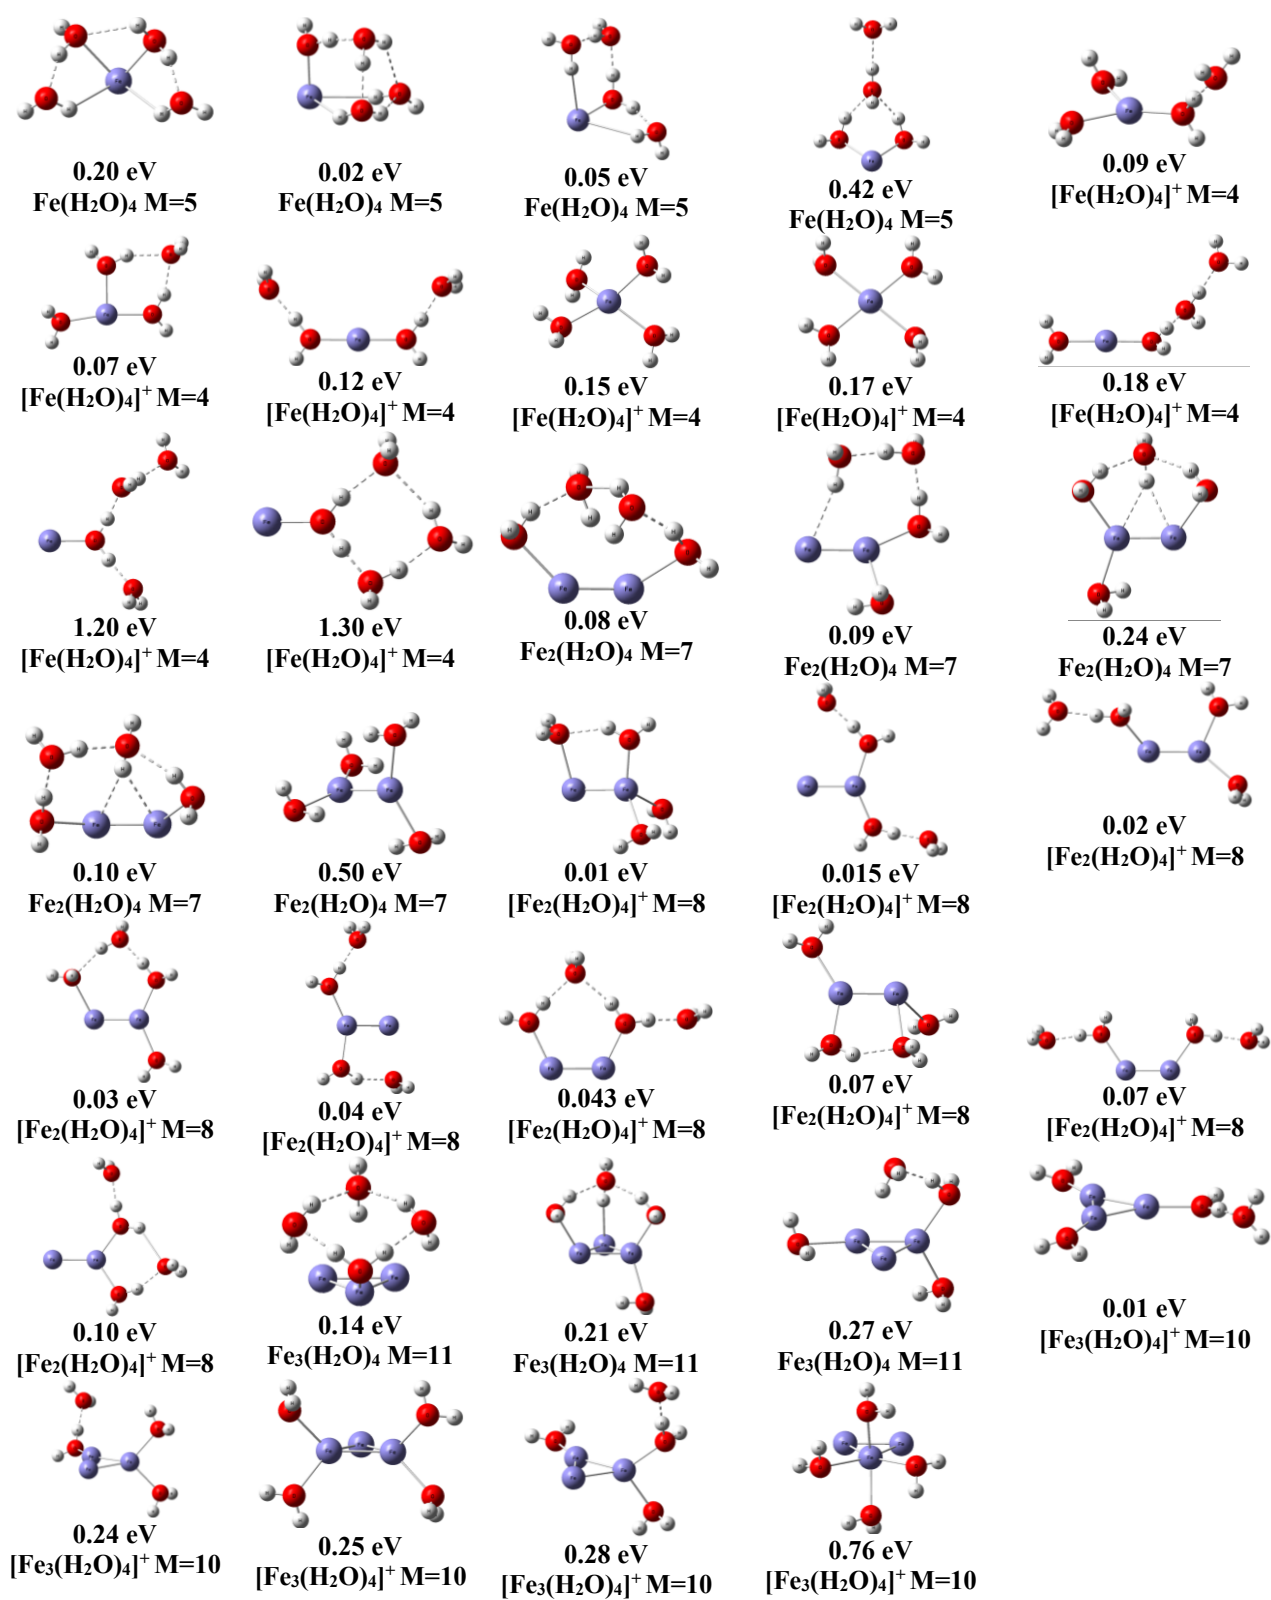 0.20 eV
Fe(H₂O)₄ M=5
0.02 eV
Fe(H₂O)₄ M=5
0.05 eV
Fe(H₂O)₄ M=5
0.42 eV
Fe(H₂O)₄ M=5
0.09 eV
[Fe(H₂O)₄]⁺ M=4
0.07 eV
[Fe(H₂O)₄]⁺ M=4
0.12 eV
[Fe(H₂O)₄]⁺ M=4
0.15 eV
[Fe(H₂O)₄]⁺ M=4
0.17 eV
[Fe(H₂O)₄]⁺ M=4
0.18 eV
[Fe(H₂O)₄]⁺ M=4
1.20 eV
[Fe(H₂O)₄]⁺ M=4
1.30 eV
[Fe(H₂O)₄]⁺ M=4
0.08 eV
Fe₂(H₂O)₄ M=7
0.09 eV
Fe₂(H₂O)₄ M=7
0.24 eV
Fe₂(H₂O)₄ M=7
0.10 eV
Fe₂(H₂O)₄ M=7
0.50 eV
Fe₂(H₂O)₄ M=7
0.01 eV
[Fe₂(H₂O)₄]⁺ M=8
0.015 eV
[Fe₂(H₂O)₄]⁺ M=8
0.02 eV
[Fe₂(H₂O)₄]⁺ M=8
0.03 eV
[Fe₂(H₂O)₄]⁺ M=8
0.04 eV
[Fe₂(H₂O)₄]⁺ M=8
0.043 eV
[Fe₂(H₂O)₄]⁺ M=8
0.07 eV
[Fe₂(H₂O)₄]⁺ M=8
0.07 eV
[Fe₂(H₂O)₄]⁺ M=8
0.10 eV
[Fe₂(H₂O)₄]⁺ M=8
0.14 eV
Fe₃(H₂O)₄ M=11
0.21 eV
Fe₃(H₂O)₄ M=11
0.27 eV
Fe₃(H₂O)₄ M=11
0.01 eV
[Fe₃(H₂O)₄]⁺ M=10
0.24 eV
[Fe₃(H₂O)₄]⁺ M=10
0.25 eV
[Fe₃(H₂O)₄]⁺ M=10
0.28 eV
[Fe₃(H₂O)₄]⁺ M=10
0.76 eV
[Fe₃(H₂O)₄]⁺ M=10